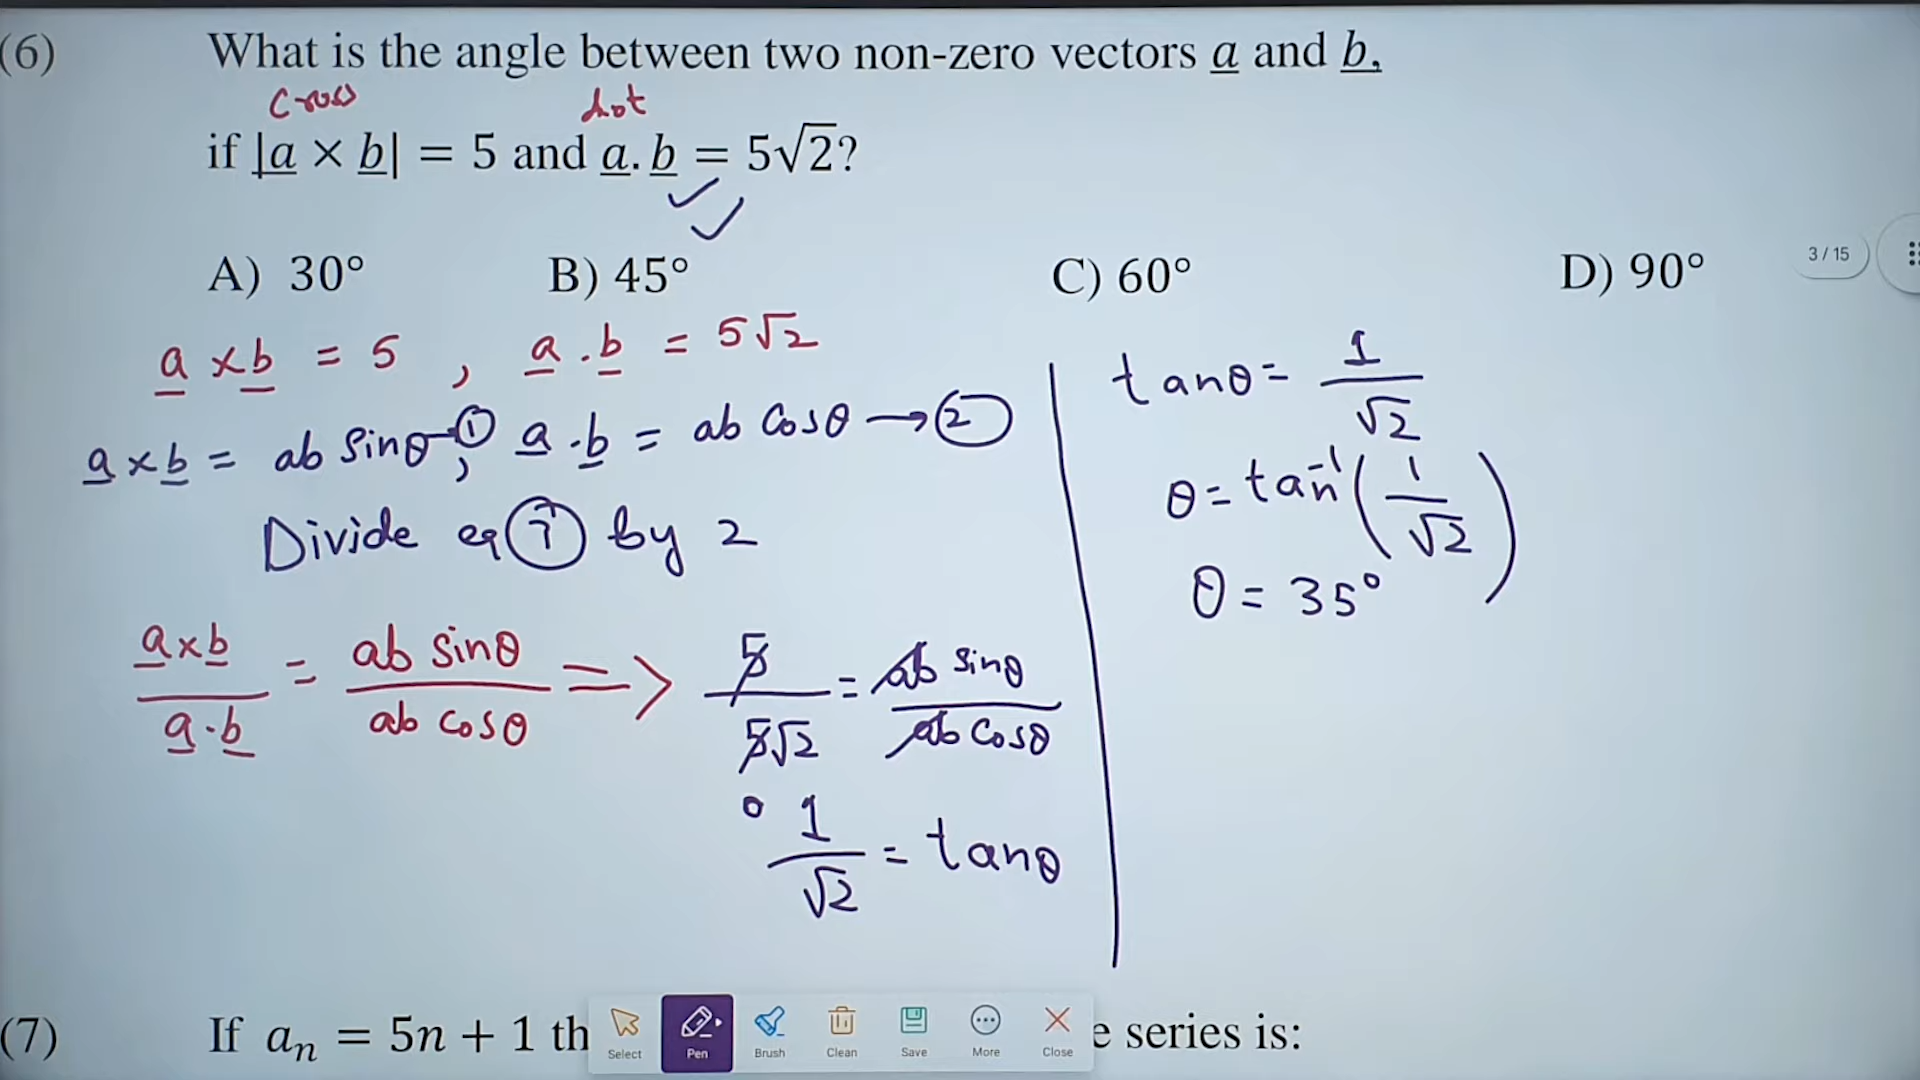 (6) What is the angle between two non-zero vectors a and b,
cross dot
if |a × b| = 5 and a. b = 5√2?
A) 30° B) 45° C) 60° D) 90°
3 / 15
a × b = 5 , a . b = 5√2
a × b = ab sinθ → ① , a . b = ab cosθ → ②
Divide eq ① by 2
a×b / a.b = ab sinθ / ab cosθ => 5 / 5√2 = ab sinθ / ab cosθ
1 / √2 = tanθ
tanθ = 1 / √2
θ = tan⁻¹ ( 1 / √2 )
θ = 35°
(7) If aₙ = 5n + 1 th e series is:
Select Pen Brush Clean Save More Close